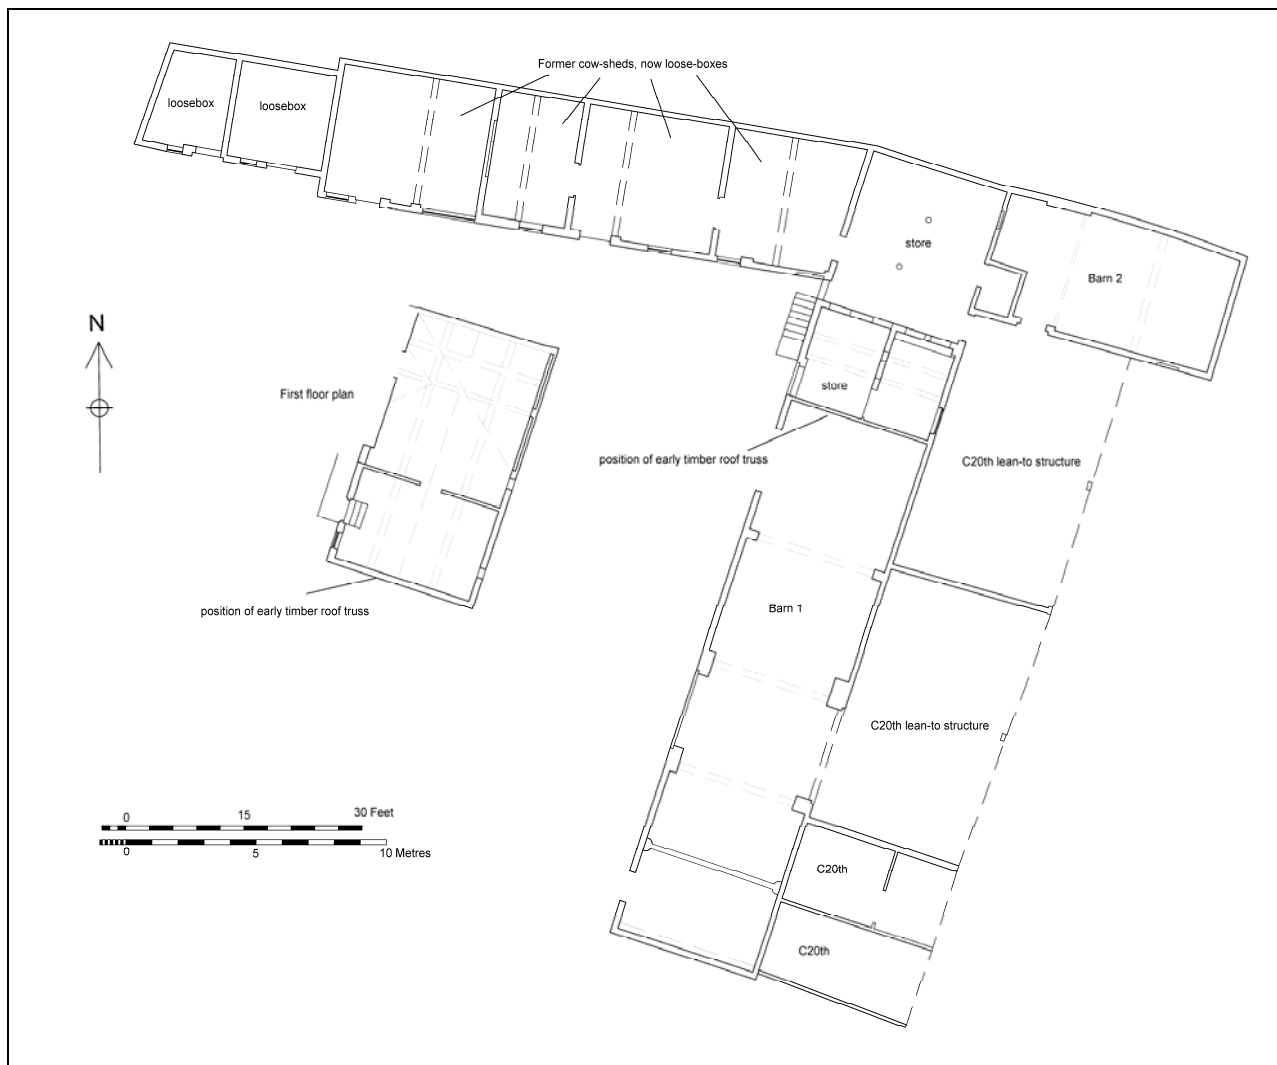 Former cow-sheds, now loose-boxes
loosebox
loosebox
store
Barn 2
N
First floor plan
store
position of early timber roof truss
C20th lean-to structure
position of early timber roof truss
Barn 1
C20th lean-to structure
0 15 30 Feet
0 5 10 Metres
C20th
C20th